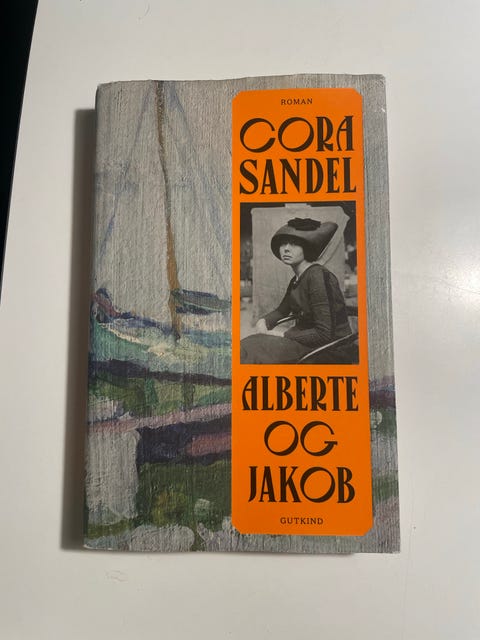 ROMAN
CORA
SANDEL
ALBERTE
OG
JAKOB
GUTKIND